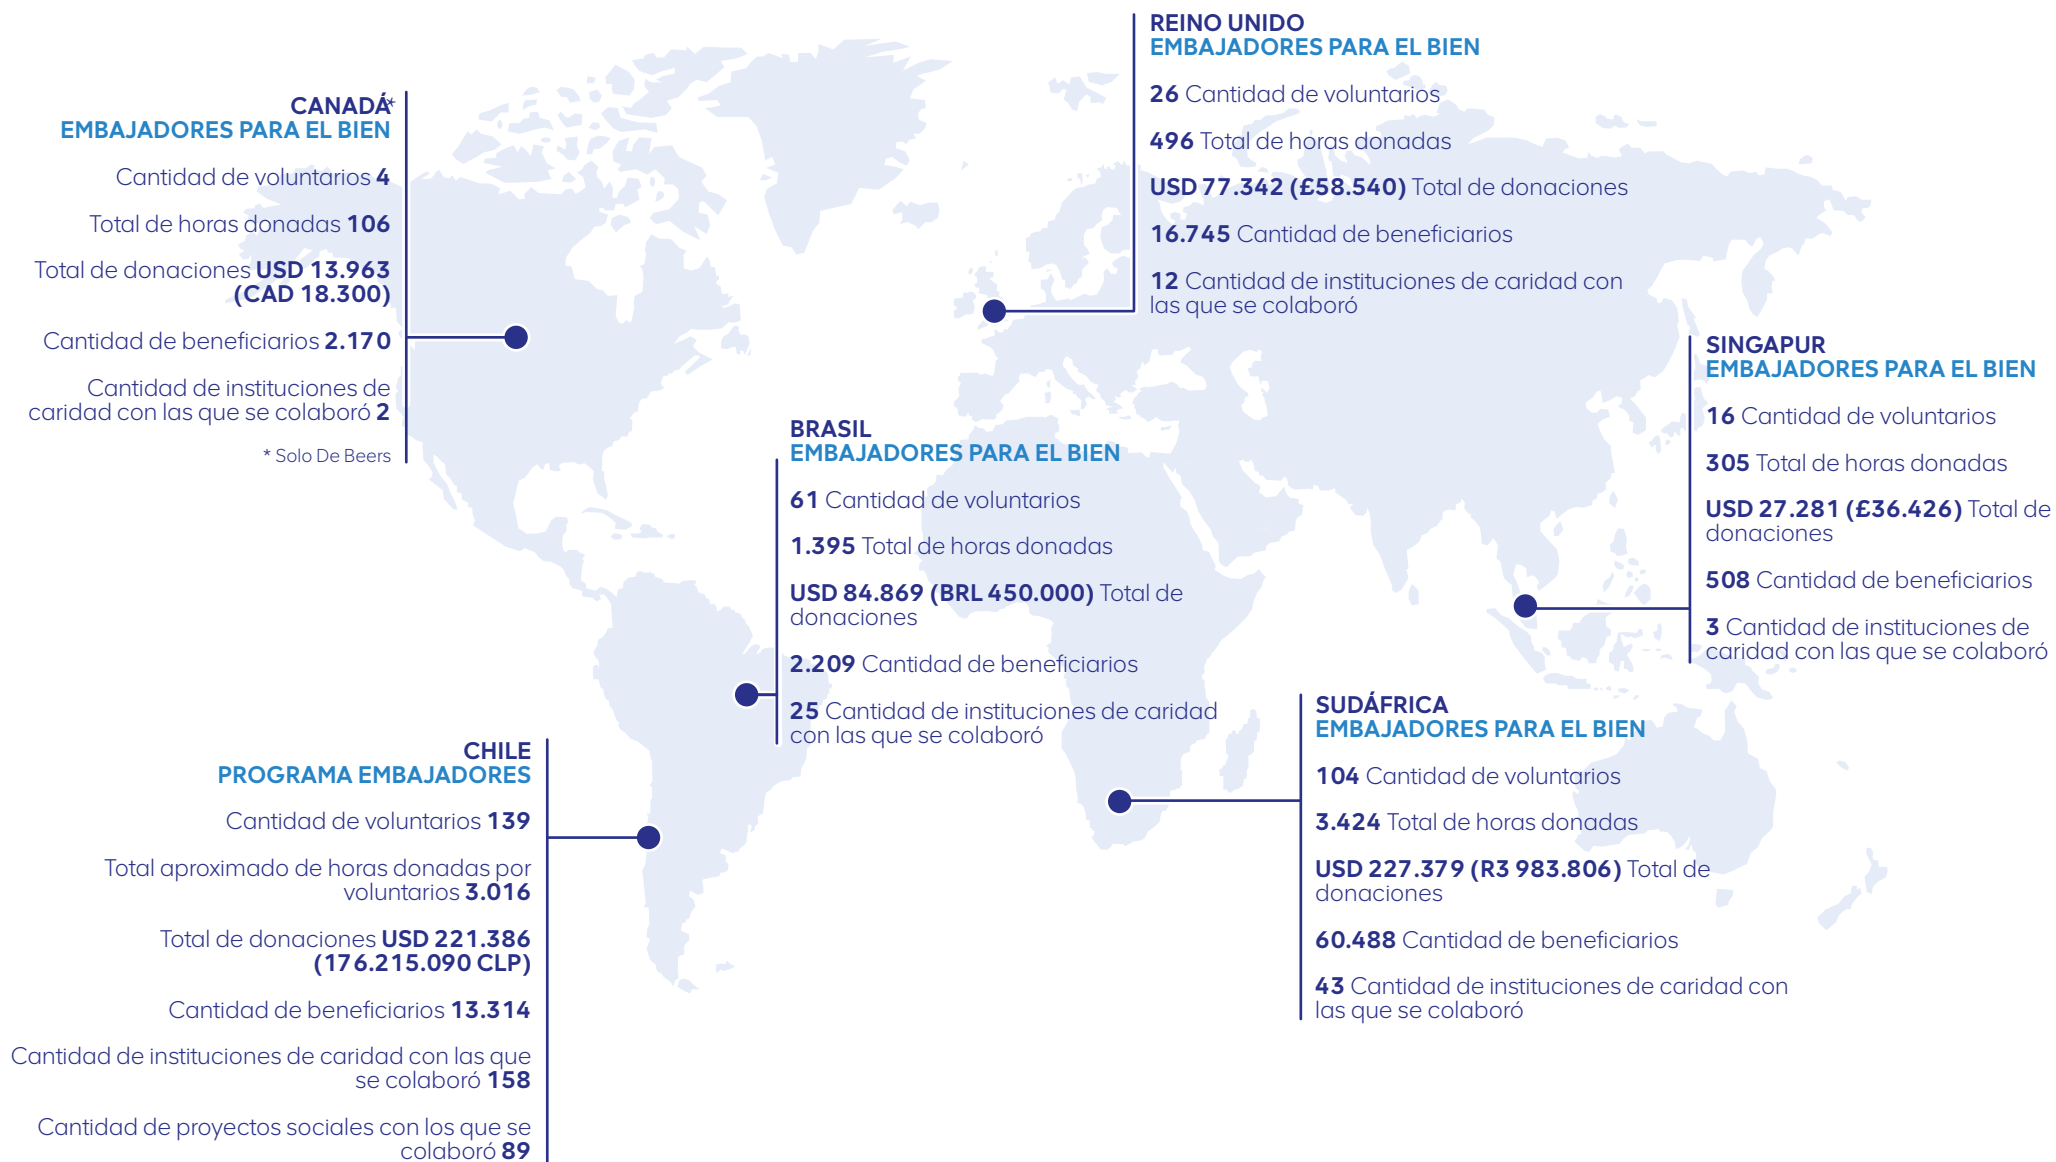 CANADÁ*
EMBAJADORES PARA EL BIEN
Cantidad de voluntarios 4
Total de horas donadas 106
Total de donaciones USD 13.963
(CAD 18.300)
Cantidad de beneficiarios 2.170
Cantidad de instituciones de
caridad con las que se colaboró 2
* Solo De Beers
REINO UNIDO
EMBAJADORES PARA EL BIEN
26 Cantidad de voluntarios
496 Total de horas donadas
USD 77.342 (£58.540) Total de donaciones
16.745 Cantidad de beneficiarios
12 Cantidad de instituciones de caridad con
las que se colaboró
SINGAPUR
EMBAJADORES PARA EL BIEN
16 Cantidad de voluntarios
305 Total de horas donadas
USD 27.281 (£36.426) Total de
donaciones
508 Cantidad de beneficiarios
3 Cantidad de instituciones de
caridad con las que se colaboró
BRASIL
EMBAJADORES PARA EL BIEN
61 Cantidad de voluntarios
1.395 Total de horas donadas
USD 84.869 (BRL 450.000) Total de
donaciones
2.209 Cantidad de beneficiarios
25 Cantidad de instituciones de caridad
con las que se colaboró
SUDÁFRICA
EMBAJADORES PARA EL BIEN
104 Cantidad de voluntarios
3.424 Total de horas donadas
USD 227.379 (R3 983.806) Total de
donaciones
60.488 Cantidad de beneficiarios
43 Cantidad de instituciones de caridad con
las que se colaboró
CHILE
PROGRAMA EMBAJADORES
Cantidad de voluntarios 139
Total aproximado de horas donadas por
voluntarios 3.016
Total de donaciones USD 221.386
(176.215.090 CLP)
Cantidad de beneficiarios 13.314
Cantidad de instituciones de caridad con las que
se colaboró 158
Cantidad de proyectos sociales con los que se
colaboró 89